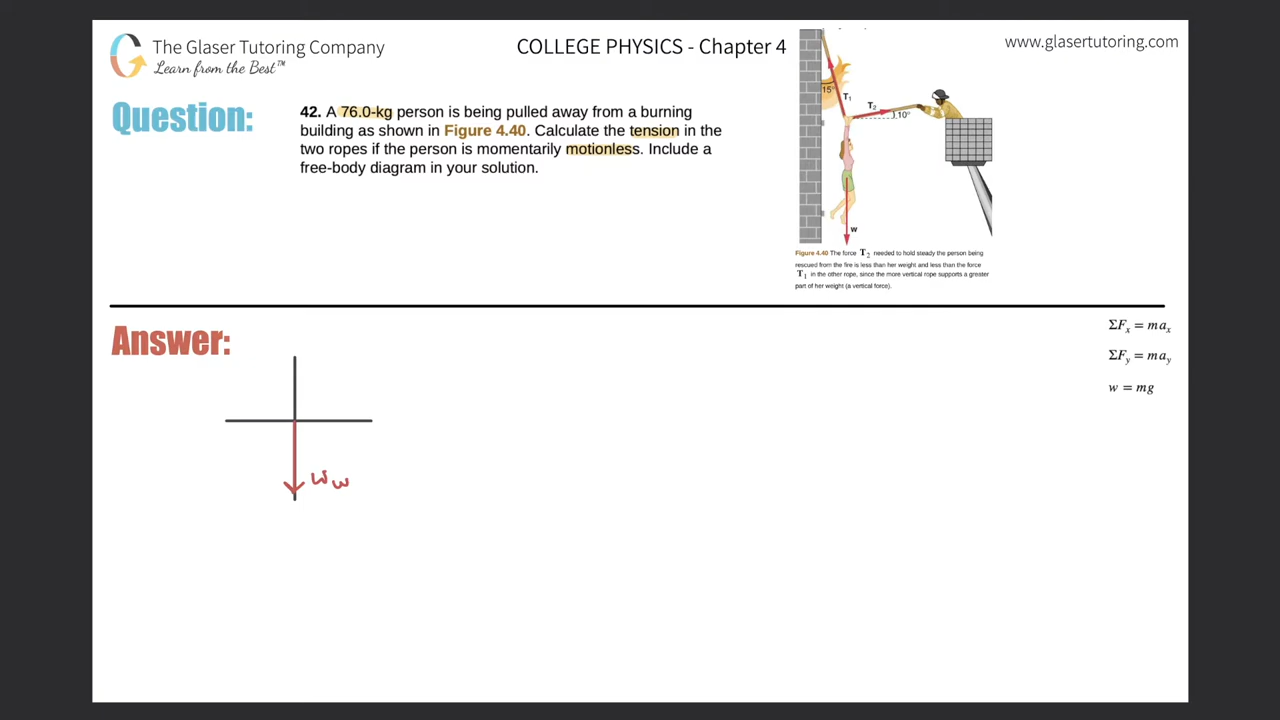 The Glaser Tutoring Company
Learn from the Best™
COLLEGE PHYSICS - Chapter 4
www.glasertutoring.com
Question:
42. A 76.0-kg person is being pulled away from a burning
building as shown in Figure 4.40. Calculate the tension in the
two ropes if the person is momentarily motionless. Include a
free-body diagram in your solution.
15°
T1
T2
10°
w
Figure 4.40 The force T2 needed to hold steady the person being
rescued from the fire is less than her weight and less than the force
T1 in the other rope, since the more vertical rope supports a greater
part of her weight (a vertical force).
Answer:
ΣFx = max
ΣFy = may
w = mg
Ww